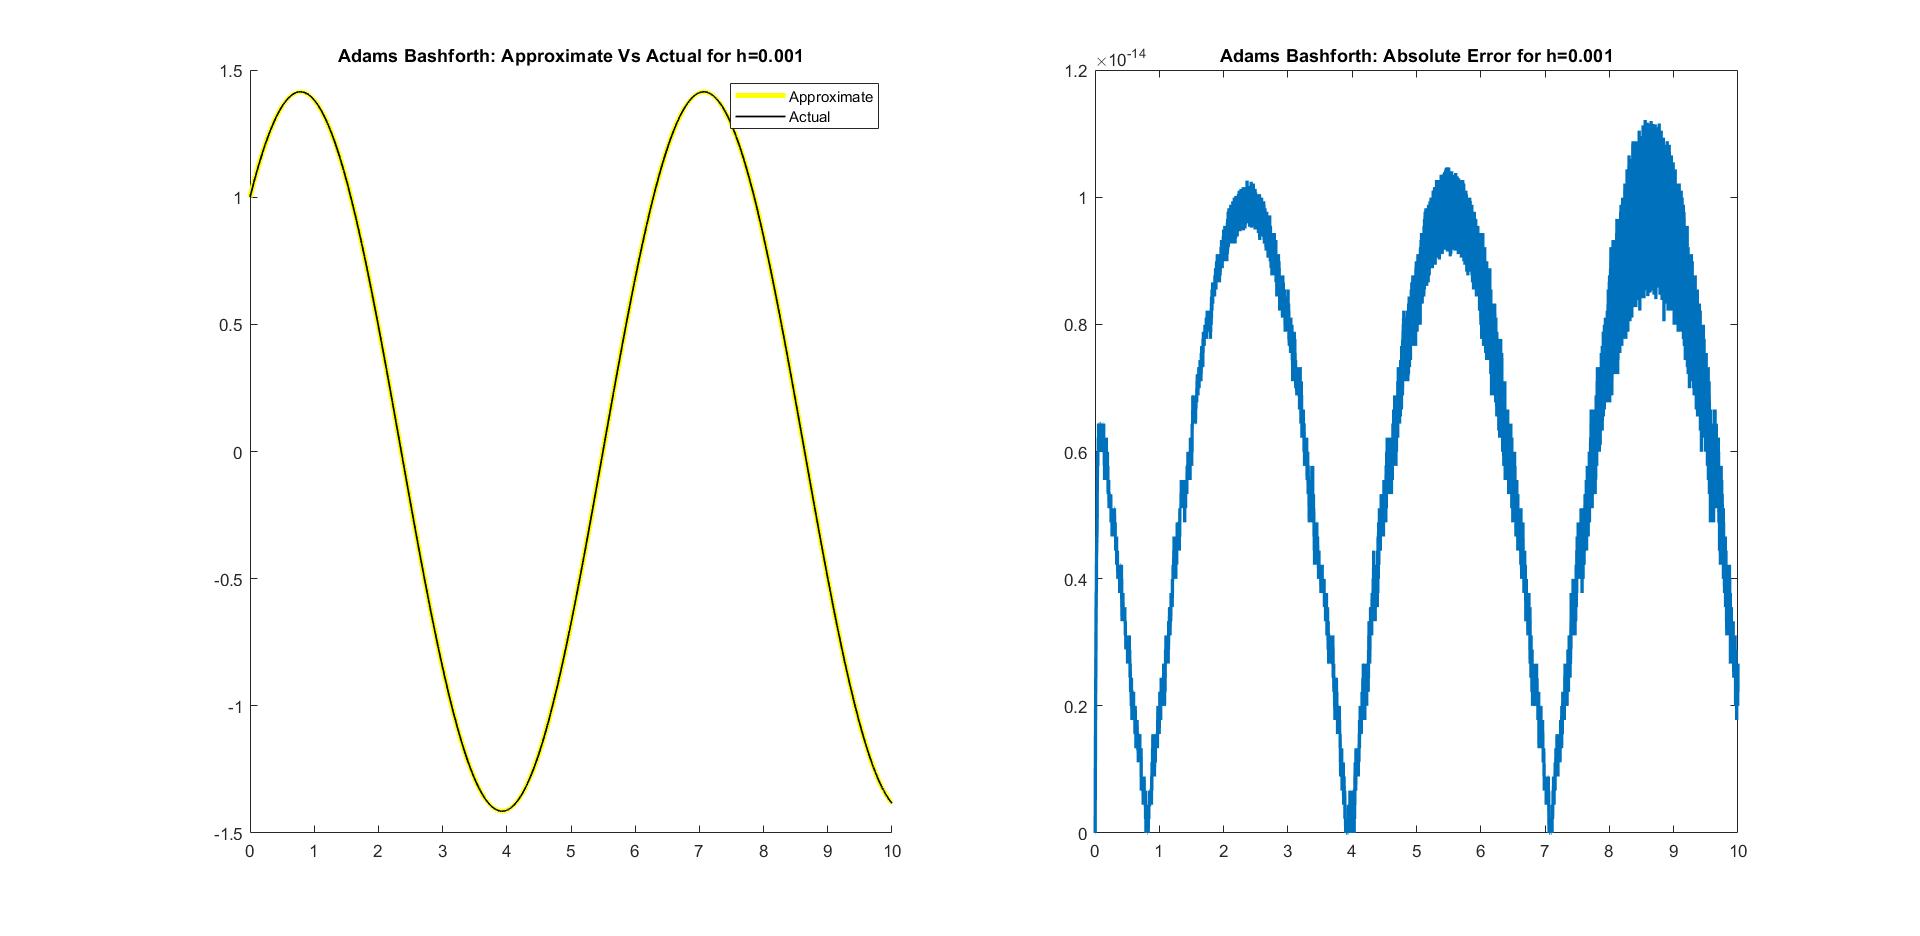 Adams Bashforth: Approximate Vs Actual for h=0.001
1.5
1
0.5
0
-0.5
-1
-1.5
0 1 2 3 4 5 6 7 8 9 10
Approximate
Actual
Adams Bashforth: Absolute Error for h=0.001
×10-14
1.2
1
0.8
0.6
0.4
0.2
0
0 1 2 3 4 5 6 7 8 9 10